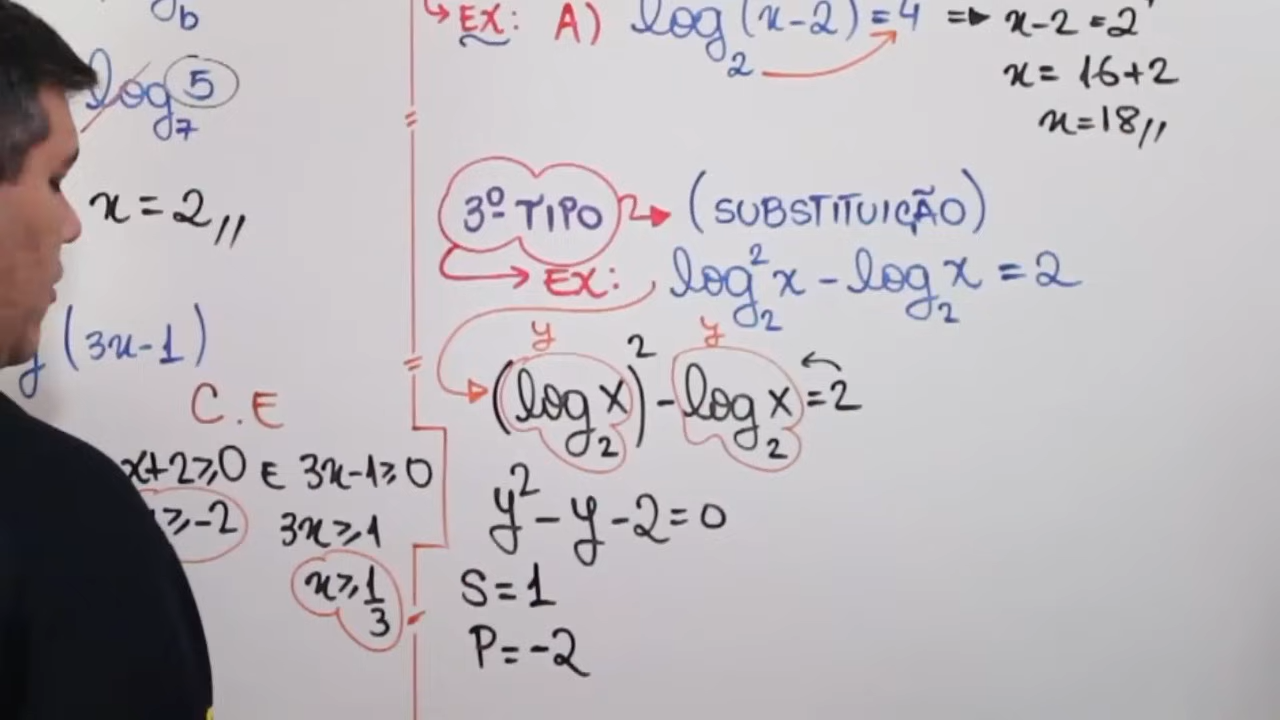 b
log₇ 5
x = 2 //
(3x-1)
C.E
x+2≥0 E 3x-1≥0
≥-2 3x≥1
x≥1/3
EX: A) log₂(x-2) = 4 ⇒ x-2 = 2
x = 16+2
x = 18 //
3º TIPO → (SUBSTITUIÇÃO)
EX: log₂²x - log₂x = 2
y y
(log₂x)² - log₂x = 2
y² - y - 2 = 0
S = 1
P = -2